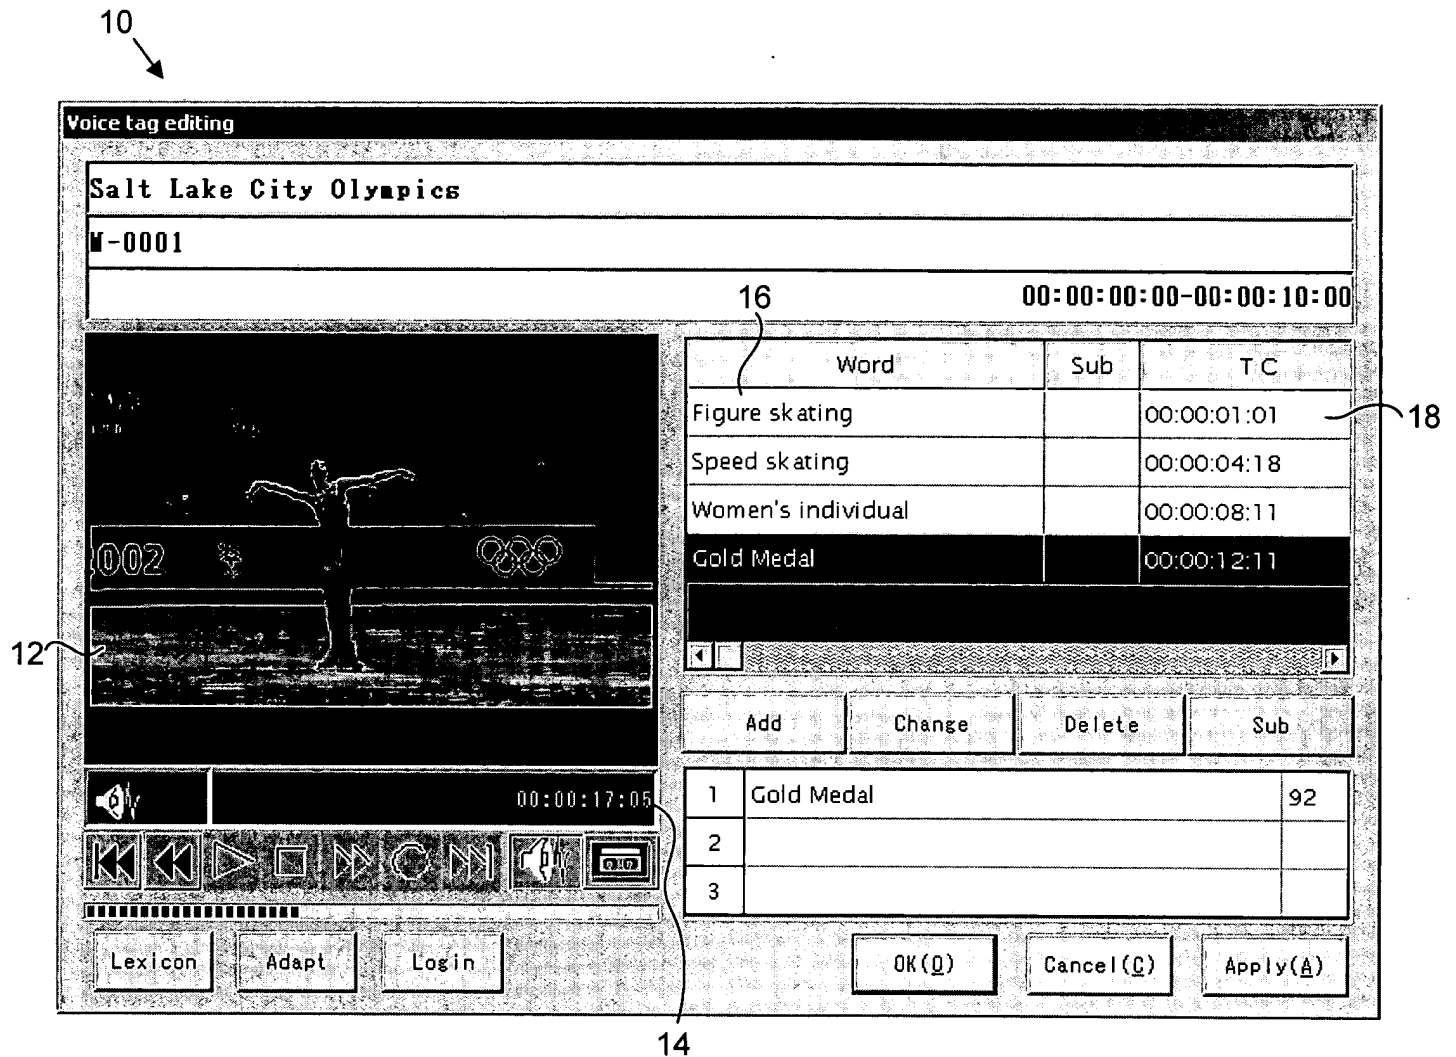 10
Voice tag editing
Salt Lake City Olympics
M-0001
16
00:00:00:00-00:00:10:00
Word Sub TC
Figure skating 00:00:01:01
18
Speed skating 00:00:04:18
Women's individual 00:00:08:11
Gold Medal 00:00:12:11
2002
12
Add Change Delete Sub
00:00:17:05
1 Gold Medal 92
2
3
Lexicon Adapt Login OK(O) Cancel(C) Apply(A)
14